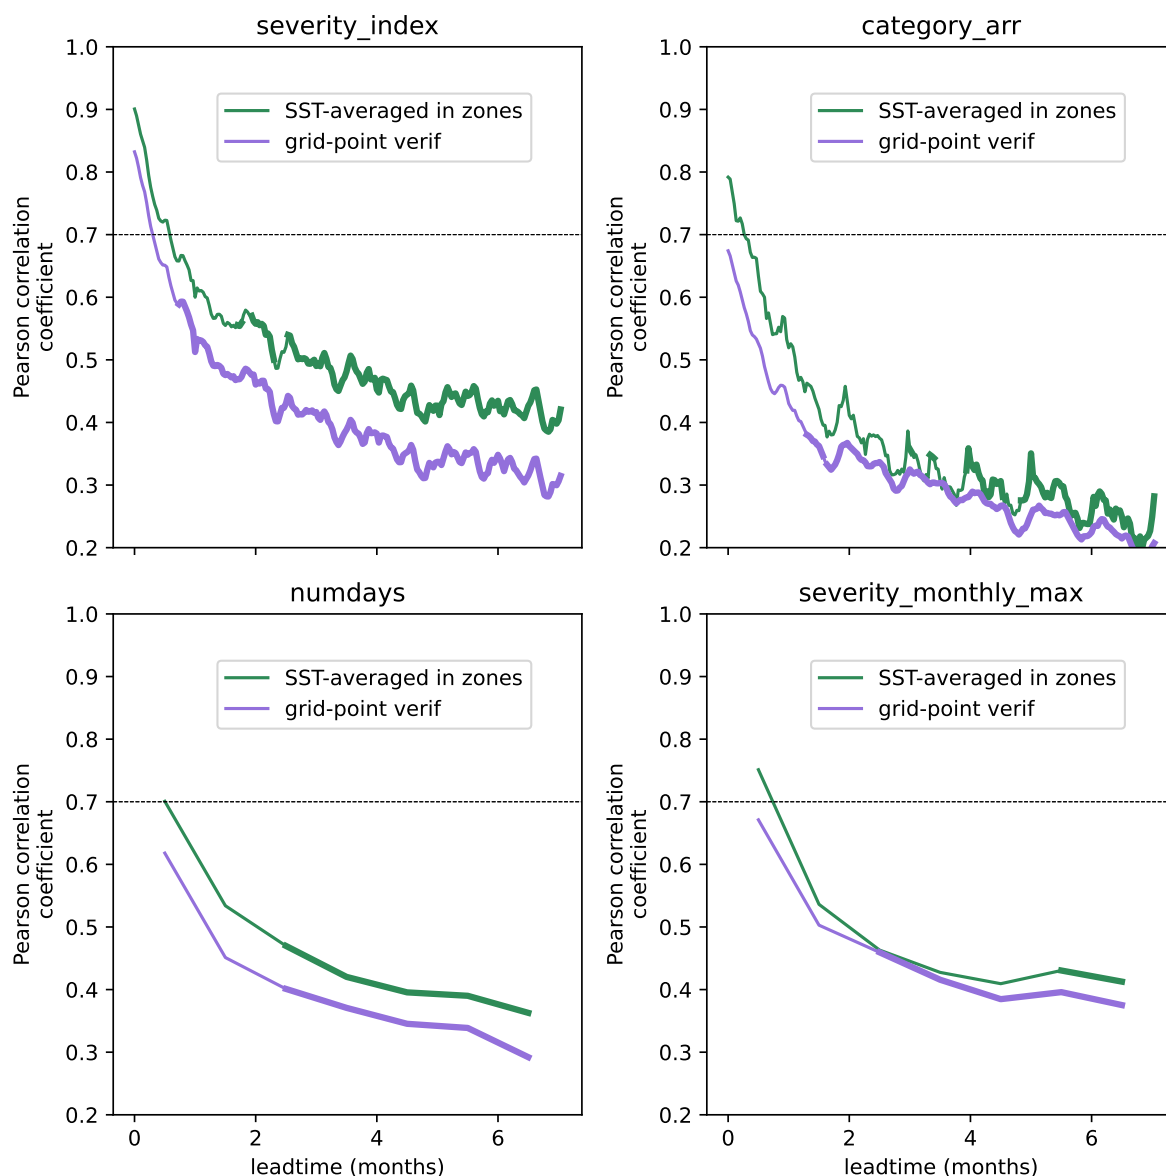 severity_index
1.0
0.9
0.8
0.7
0.6
0.5
0.4
0.3
0.2
Pearson correlation
coefficient
SST-averaged in zones
grid-point verif
category_arr
1.0
0.9
0.8
0.7
0.6
0.5
0.4
0.3
0.2
Pearson correlation
coefficient
SST-averaged in zones
grid-point verif
numdays
1.0
0.9
0.8
0.7
0.6
0.5
0.4
0.3
0.2
Pearson correlation
coefficient
SST-averaged in zones
grid-point verif
0 2 4 6
leadtime (months)
severity_monthly_max
1.0
0.9
0.8
0.7
0.6
0.5
0.4
0.3
0.2
Pearson correlation
coefficient
SST-averaged in zones
grid-point verif
0 2 4 6
leadtime (months)